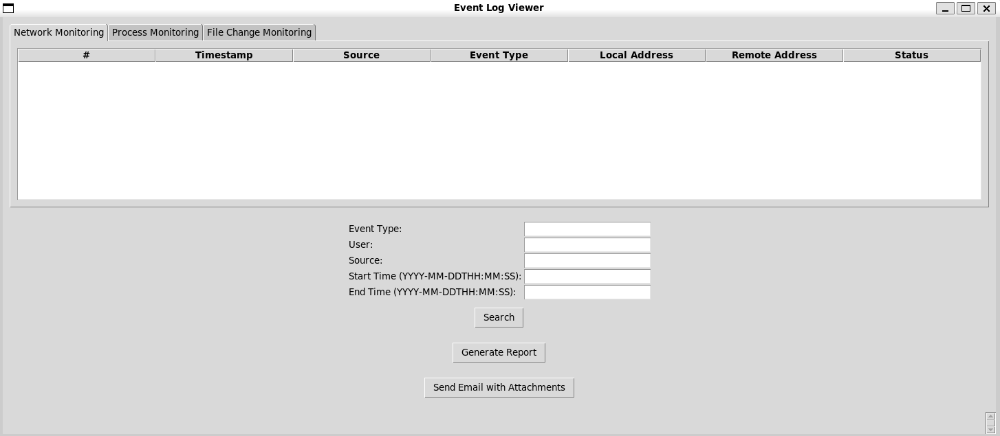 Event Log Viewer
Network Monitoring Process Monitoring File Change Monitoring
# Timestamp Source Event Type Local Address Remote Address Status
Event Type:
User:
Source:
Start Time (YYYY-MM-DDTHH:MM:SS):
End Time (YYYY-MM-DDTHH:MM:SS):
Search
Generate Report
Send Email with Attachments